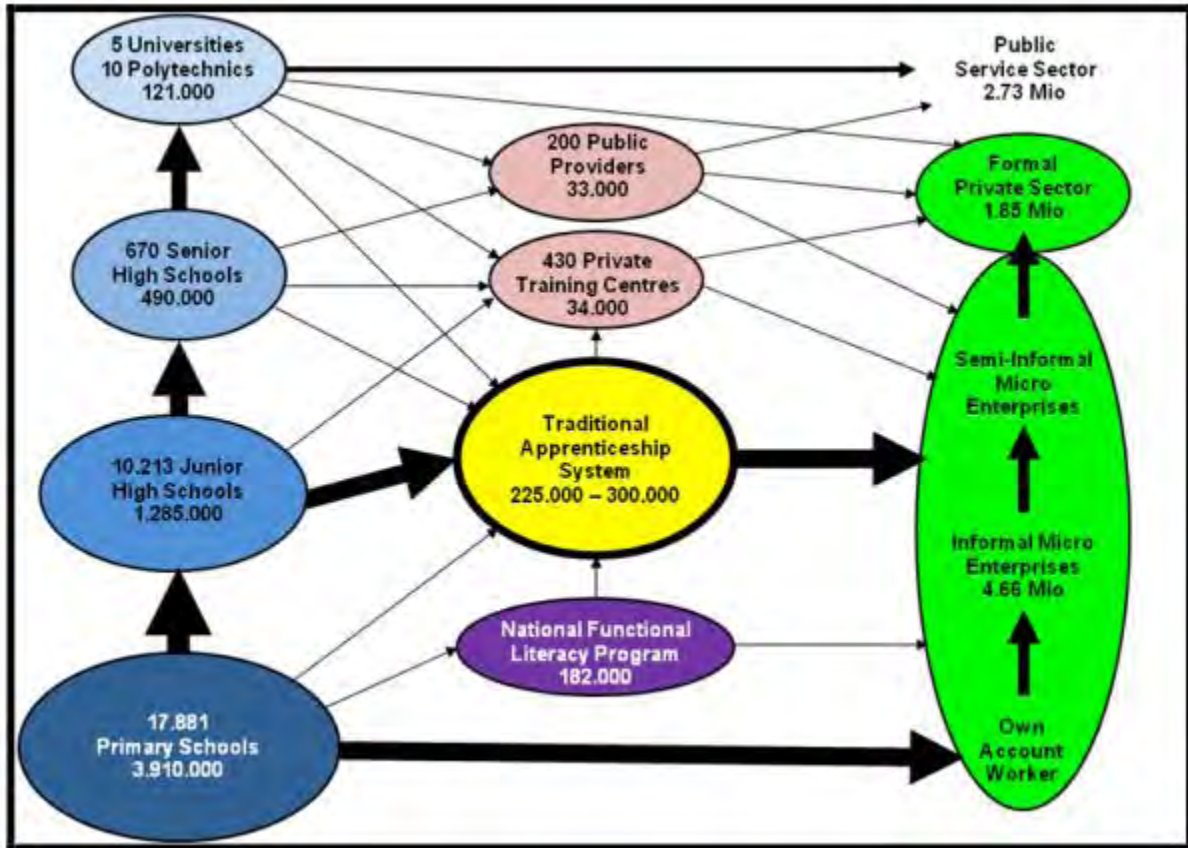 5 Universities
10 Polytechnics
121.000
Public
Service Sector
2.73 Mio
200 Public
Providers
33.000
Formal
Private Sector
1.85 Mio
670 Senior
High Schools
490.000
430 Private
Training Centres
34.000
Semi-Informal
Micro
Enterprises
Traditional
Apprenticeship
System
225.000 – 300.000
10.213 Junior
High Schools
1.285.000
Informal Micro
Enterprises
4.66 Mio
National Functional
Literacy Program
182.000
17.881
Primary Schools
3.910.000
Own
Account
Worker